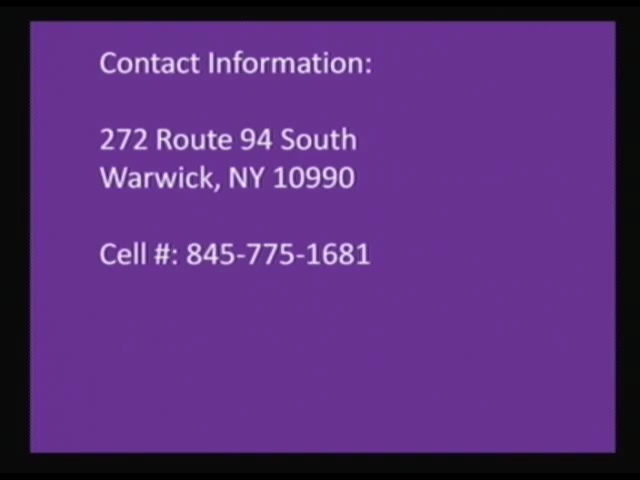 Contact Information:
272 Route 94 South
Warwick, NY 10990
Cell #: 845-775-1681